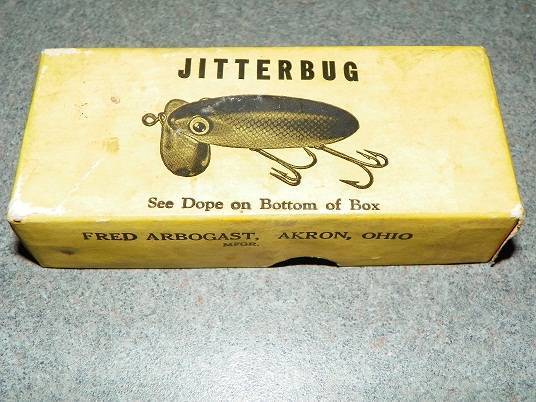 JITTERBUG
See Dope on Bottom of Box
FRED ARBOGAST, AKRON, OHIO
MFGR.